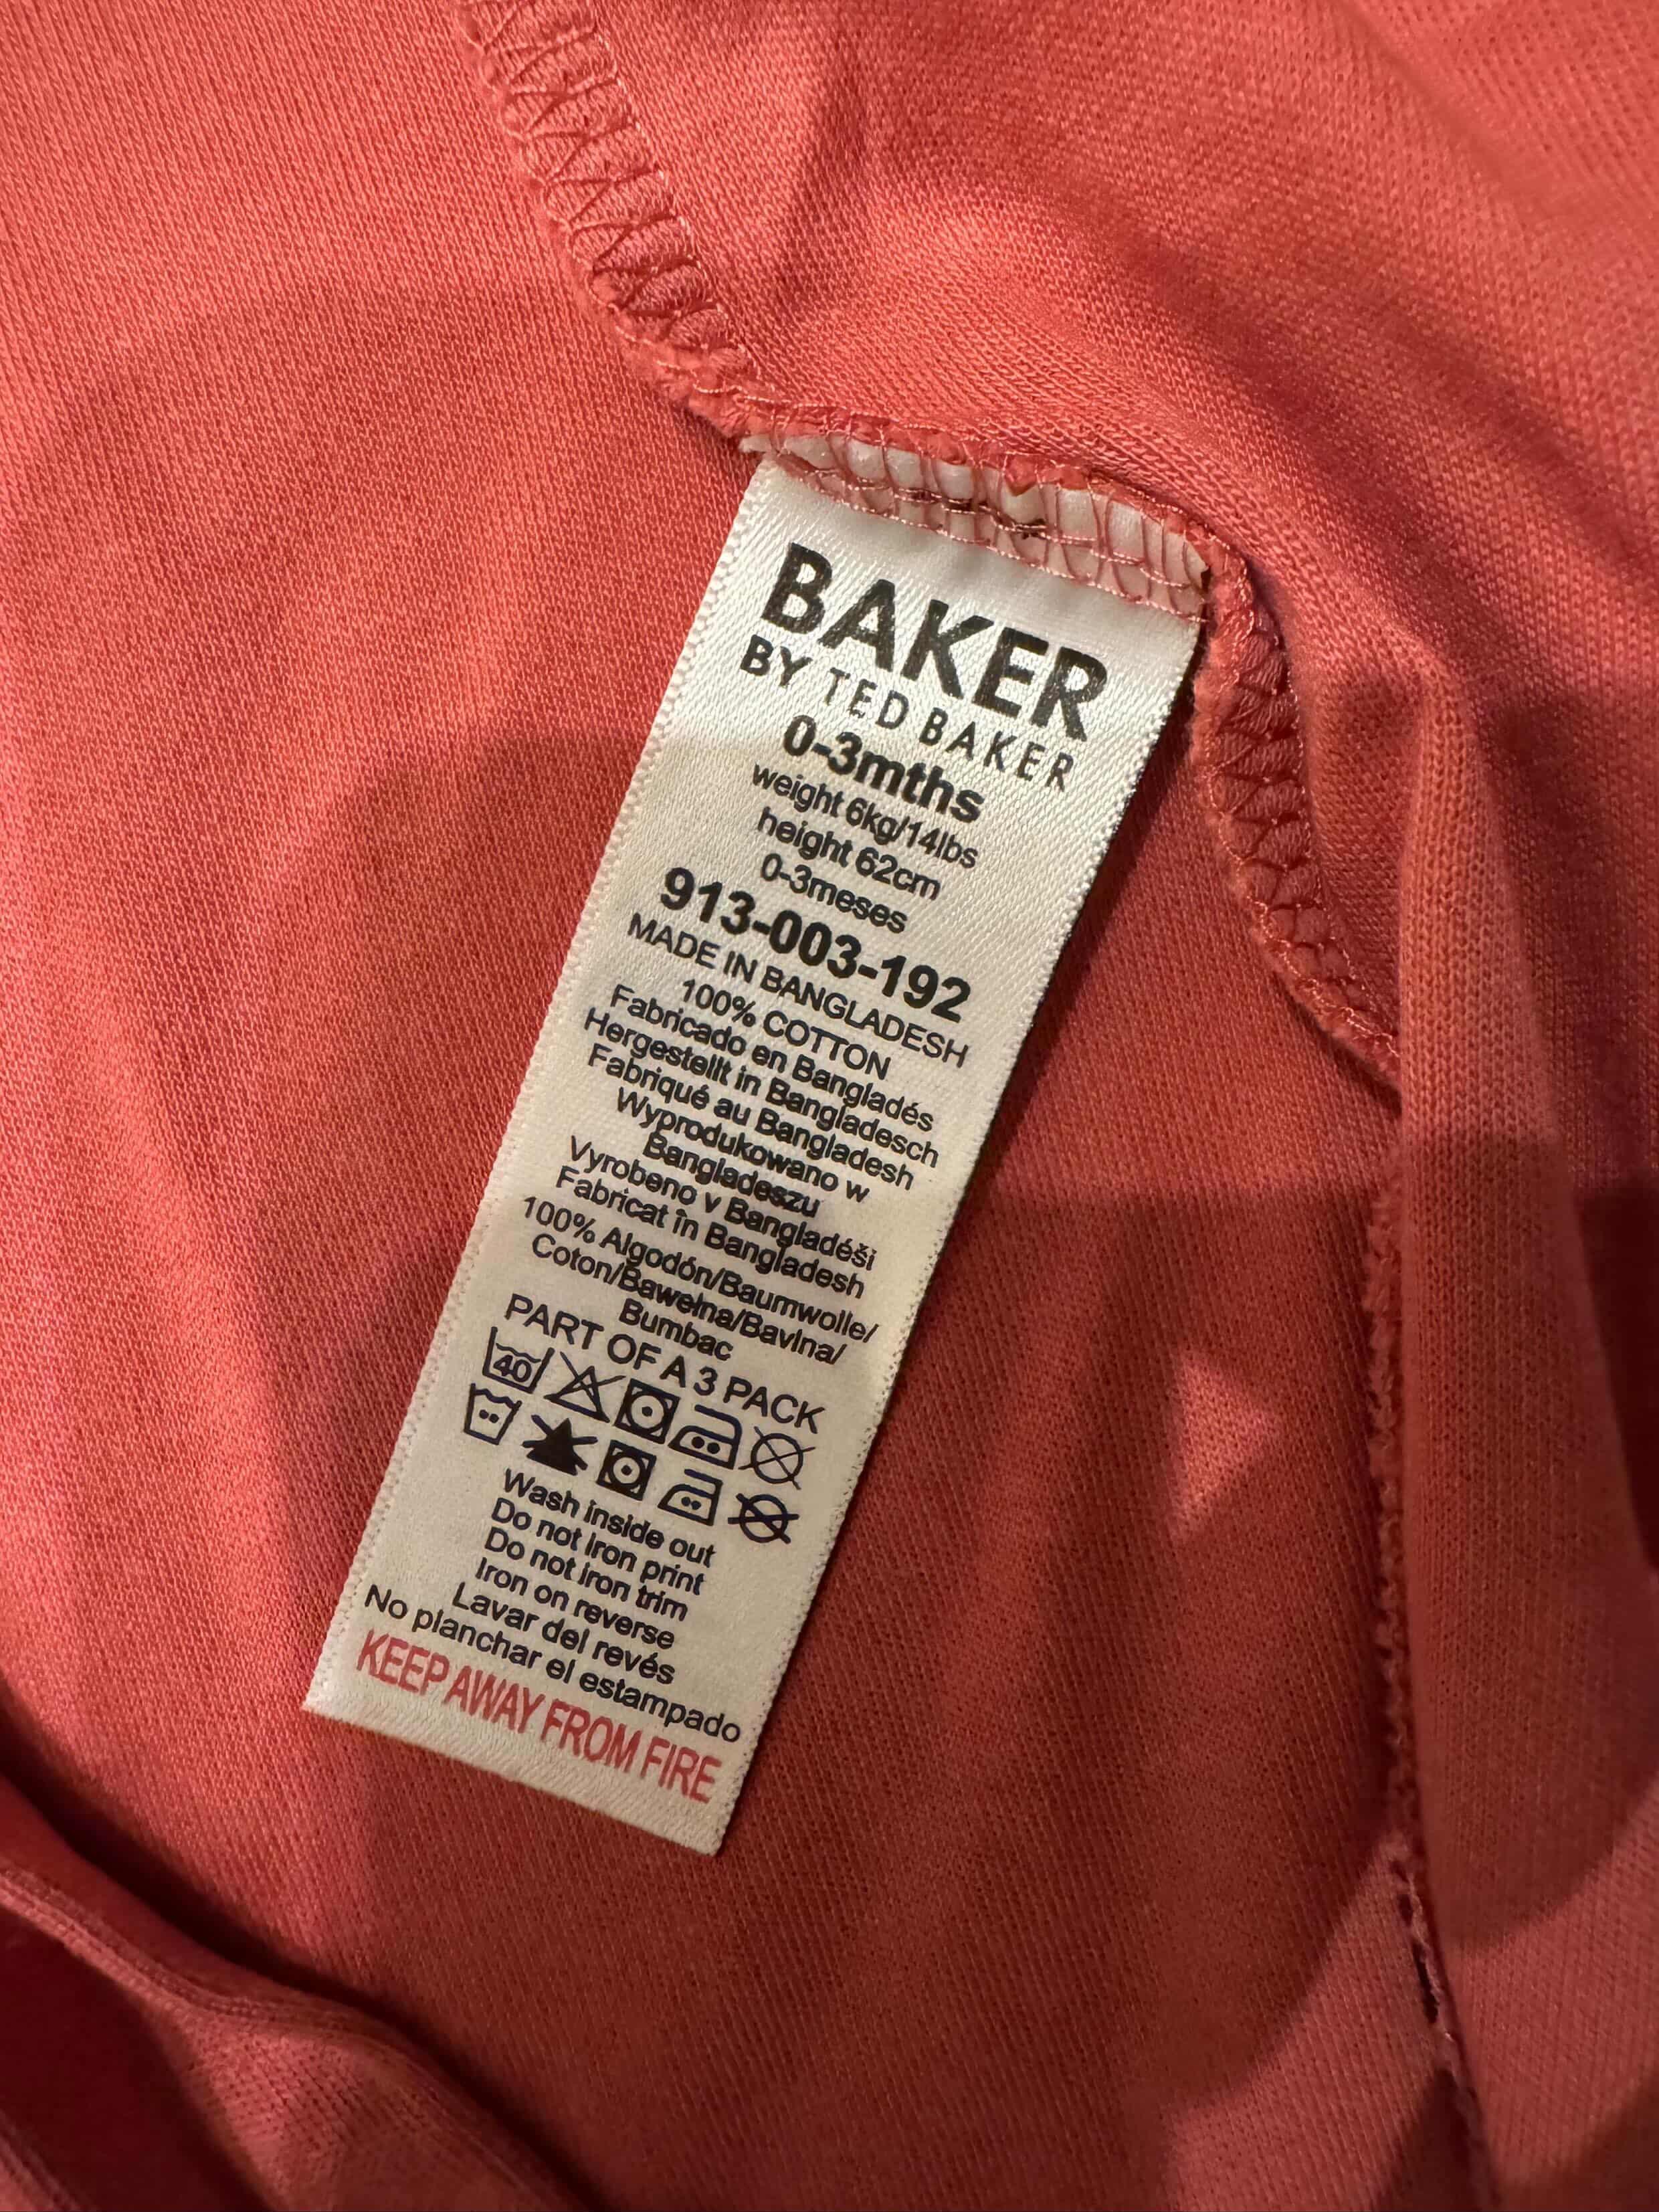 BAKER
BY TED BAKER
0-3mths
weight 6kg/14lbs
height 62cm
0-3meses
913-003-192
MADE IN BANGLADESH
100% COTTON
Fabricado en Bangladés
Hergestellt in Bangladesch
Fabriqué au Bangladesh
Wyprodukowano w
Bangladeszu
Vyrobeno v Bangladéši
Fabricat în Bangladesh
100% Algodón/Baumwolle/
Coton/Bawełna/Bavlna/
Bumbac
PART OF A 3 PACK
40
Wash inside out
Do not iron print
Do not iron trim
Iron on reverse
Lavar del revés
No planchar el estampado
KEEP AWAY FROM FIRE